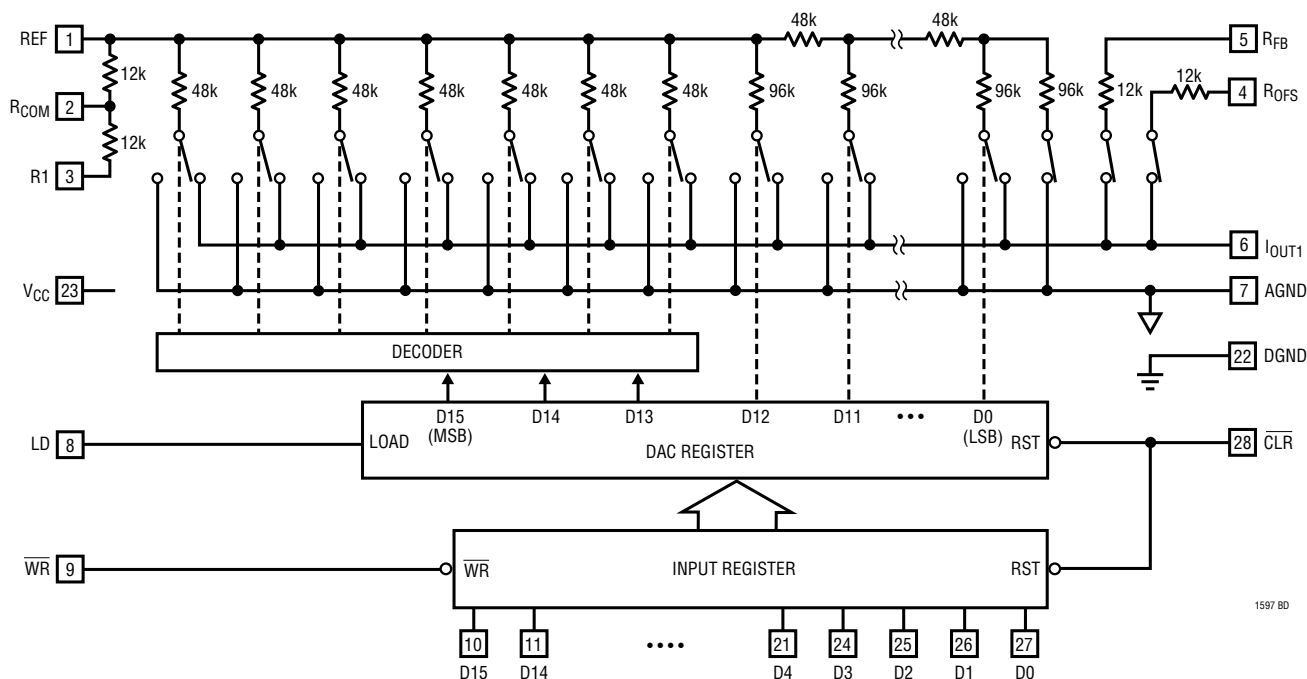 48k 48k
REF 1 5 R_FB
12k 48k 48k 48k 48k 48k 48k 48k 96k 96k 96k 96k 12k 12k
R_COM 2 4 R_OFS
12k
R1 3
6 I_OUT1
V_CC 23 7 AGND
DECODER
22 DGND
D15 (MSB) D14 D13 D12 D11 •••• D0 (LSB)
LD 8 LOAD RST 28 C̅L̅R̅
DAC REGISTER
W̅R̅ 9 W̅R̅ INPUT REGISTER RST
1597 BD
10 11 •••• 21 24 25 26 27
D15 D14 D4 D3 D2 D1 D0